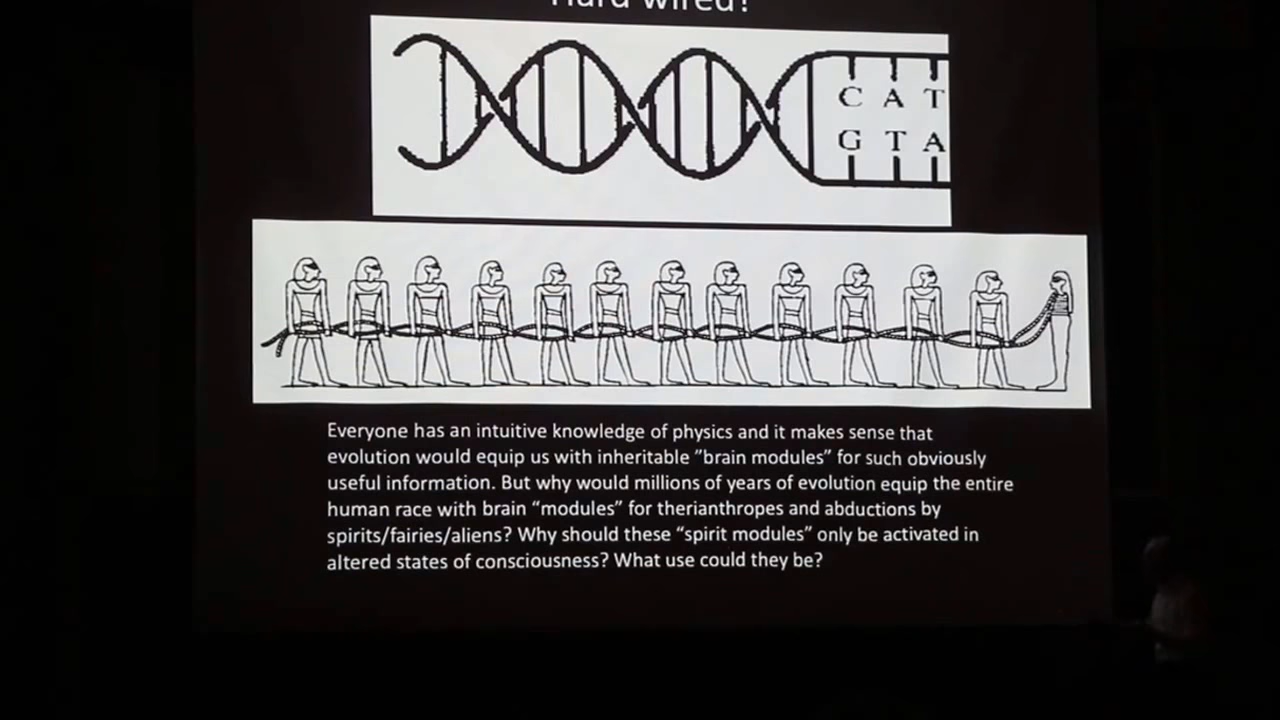 Hard wired?
C A T
G T A
Everyone has an intuitive knowledge of physics and it makes sense that
evolution would equip us with inheritable ”brain modules” for such obviously
useful information. But why would millions of years of evolution equip the entire
human race with brain “modules” for therianthropes and abductions by
spirits/fairies/aliens? Why should these “spirit modules” only be activated in
altered states of consciousness? What use could they be?